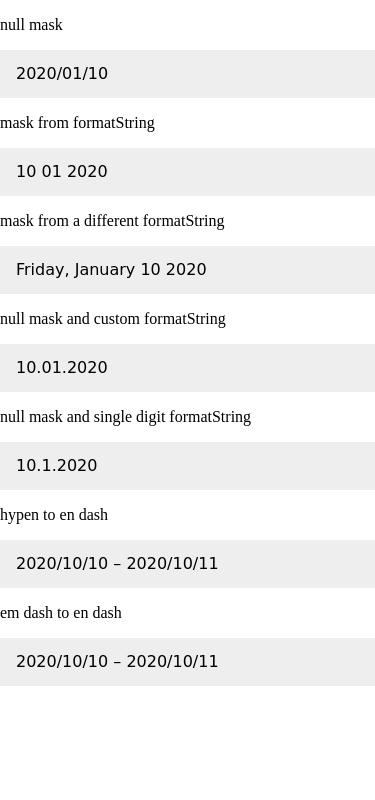 null mask
2020/01/10
mask from formatString
10 01 2020
mask from a different formatString
Friday, January 10 2020
null mask and custom formatString
10.01.2020
null mask and single digit formatString
10.1.2020
hypen to en dash
2020/10/10 – 2020/10/11
em dash to en dash
2020/10/10 – 2020/10/11